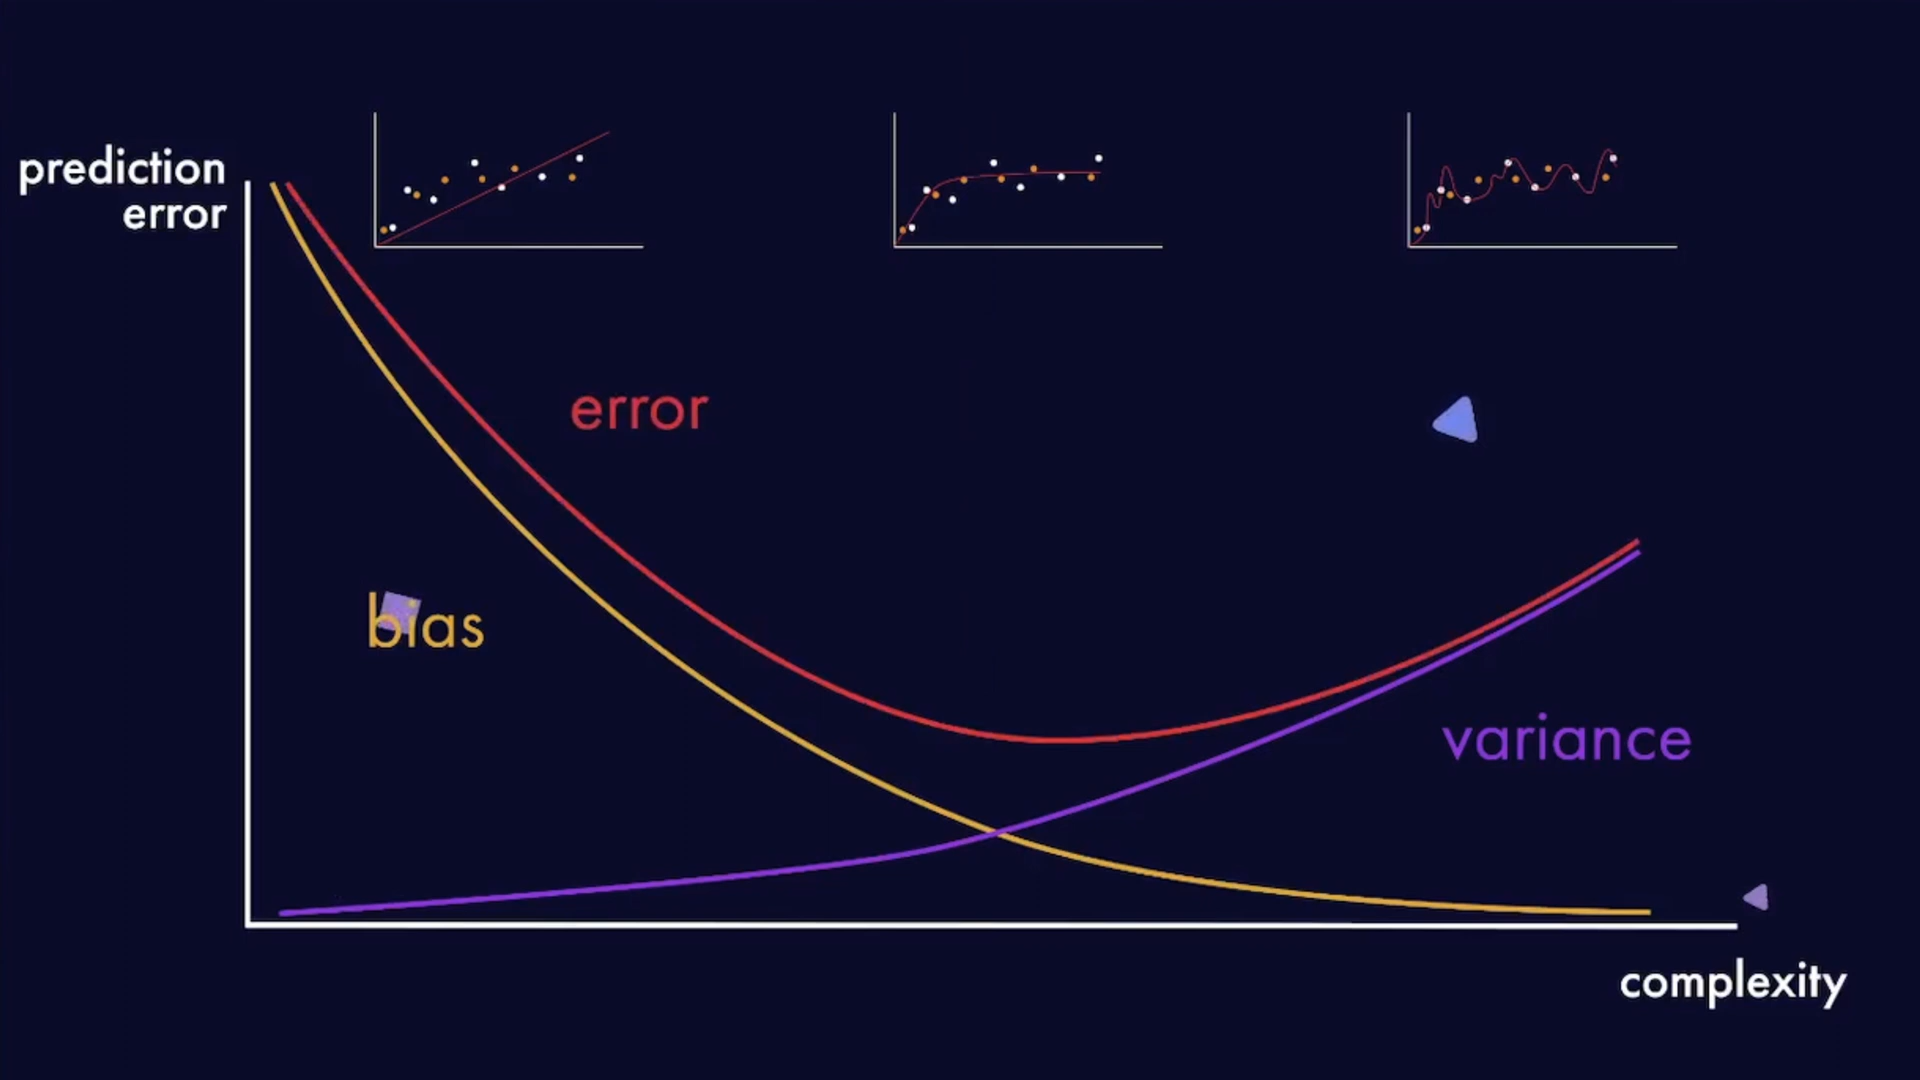 prediction
error
error
bias
variance
complexity